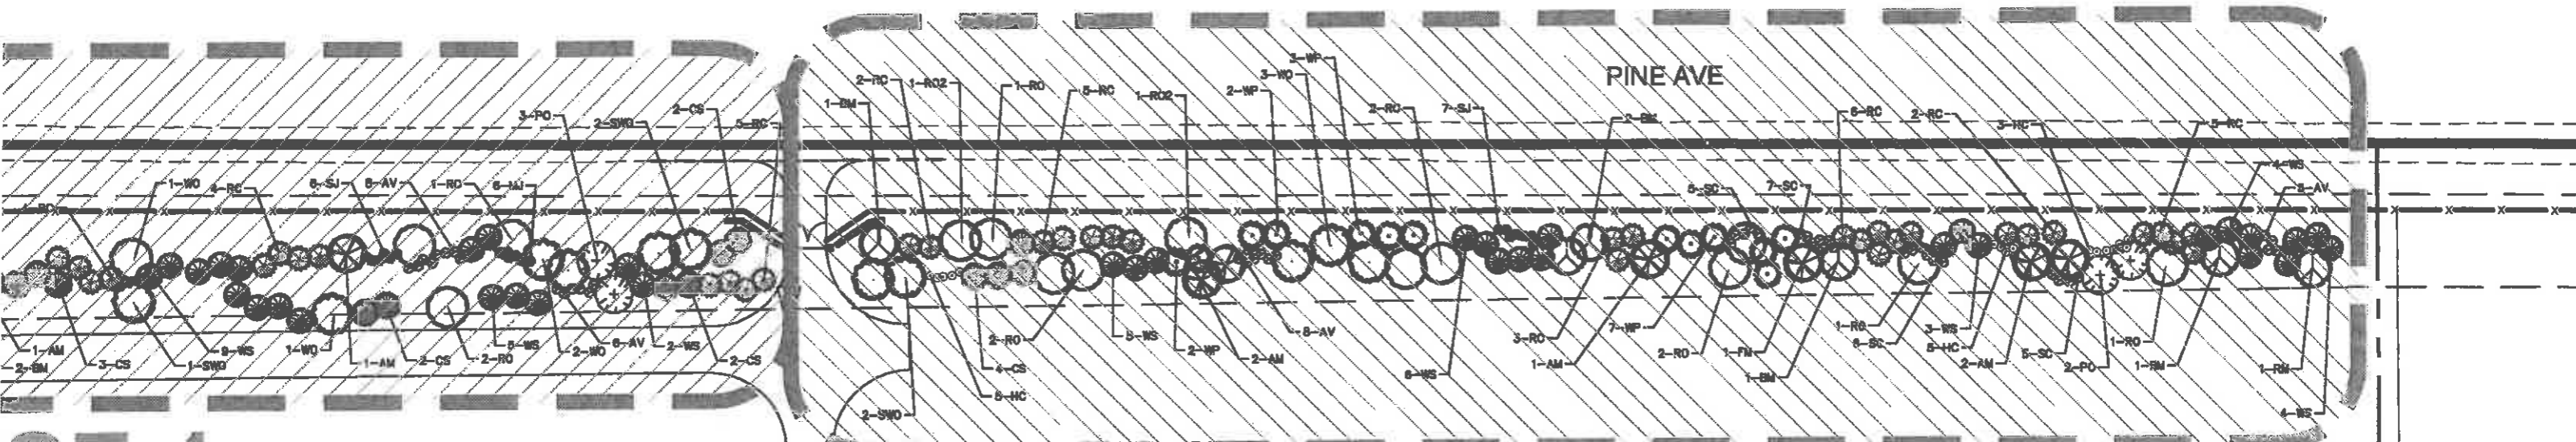 PINE AVE
3-WP
3-WO
2-RC
1-RO2
1-RO
5-RC
2-WP
1-RO2
1-BM
2-CS
2-RO
7-SJ
3-PO
2-SWO
5-RC
2-BM
6-RC
2-RC
3-HC
5-RC
4-WS
1-WO
4-RC
6-SJ
6-AV
1-RO
6-MJ
5-SC
7-SC
8-AV
1-AM
2-BM
3-CS
9-WS
1-SWO
1-WO
1-AM
2-CS
2-RO
5-WS
2-WO
6-AV
2-WS
2-CS
2-RO
4-CS
5-HC
2-SWO
5-WS
2-WP
2-AM
8-AV
6-WS
3-RO
1-AM
7-WP
2-RO
1-RM
1-BM
1-RO
6-SC
3-WS
5-HC
2-AM
5-SC
2-PO
1-RO
1-RM
1-RM
4-WS